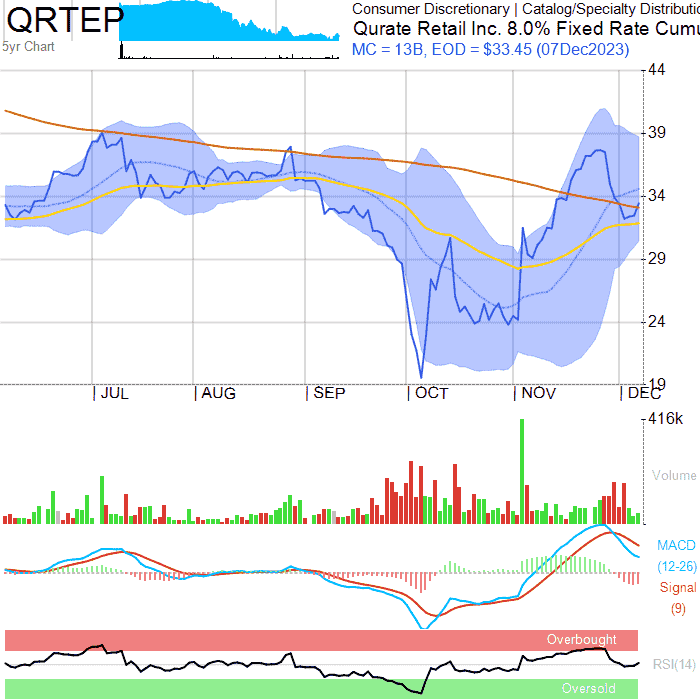 QRTEP
5yr Chart
Consumer Discretionary | Catalog/Specialty Distributio
Qurate Retail Inc. 8.0% Fixed Rate Cumu
MC = 13B, EOD = $33.45 (07Dec2023)
44
39
34
29
24
19
| JUL | AUG | SEP | OCT | NOV | DEC
416k
Volume
MACD
(12-26)
Signal
(9)
Overbought
RSI(14)
Oversold